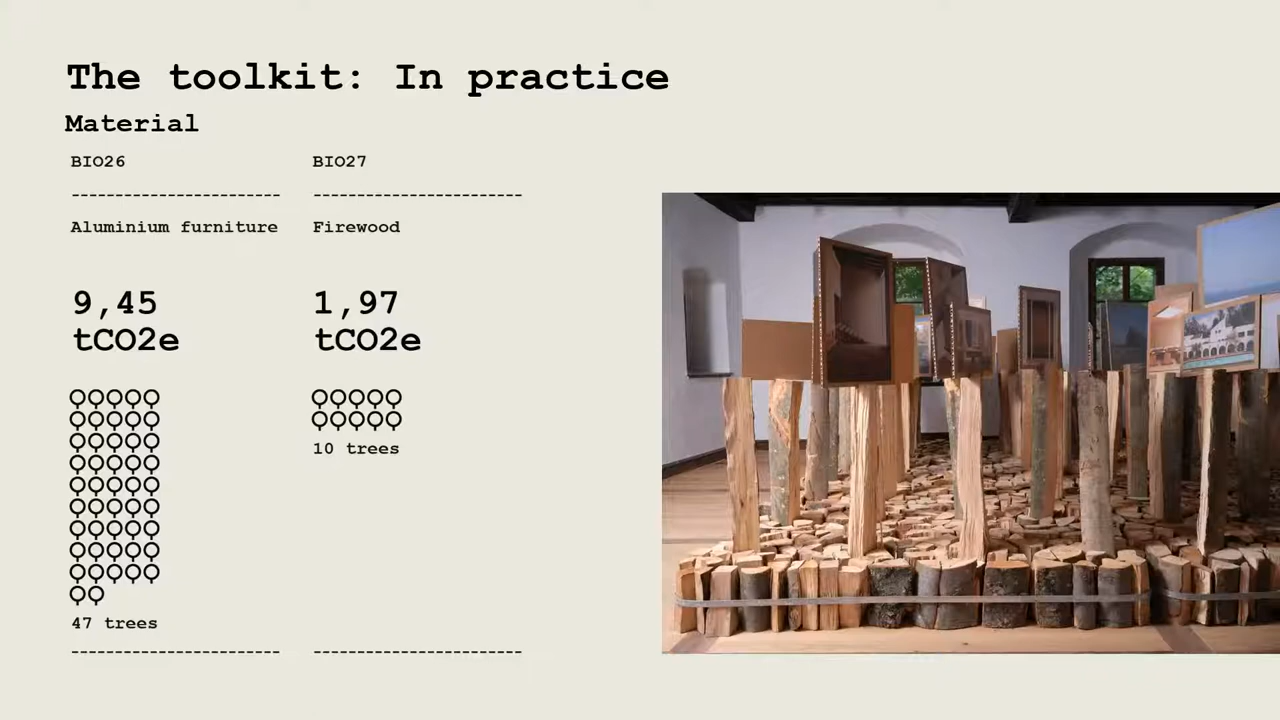 The toolkit: In practice
Material
BIO26
-----------------------
Aluminium furniture
9,45
tCO2e
47 trees
-----------------------
BIO27
-----------------------
Firewood
1,97
tCO2e
10 trees
-----------------------